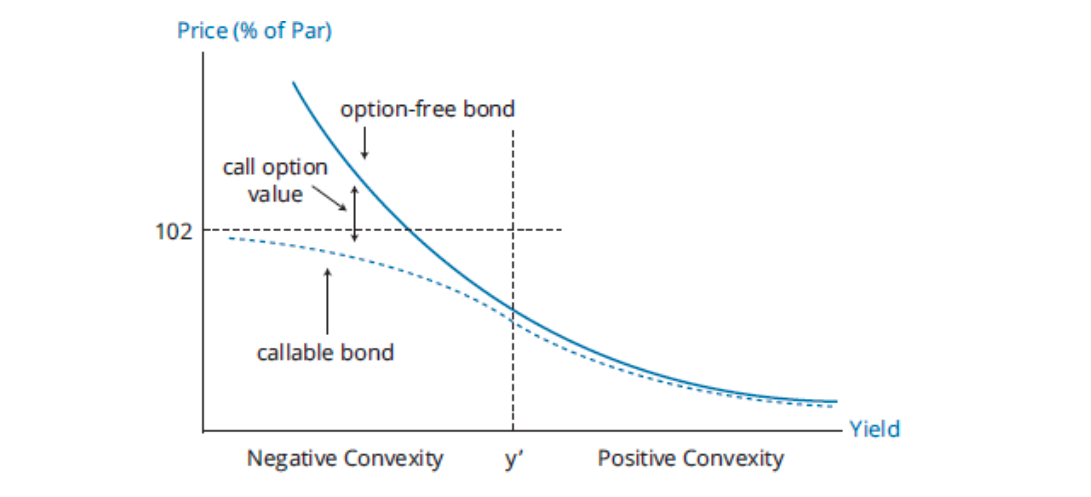 Price (% of Par)
option-free bond
call option
value
102
callable bond
Yield
Negative Convexity
y′
Positive Convexity